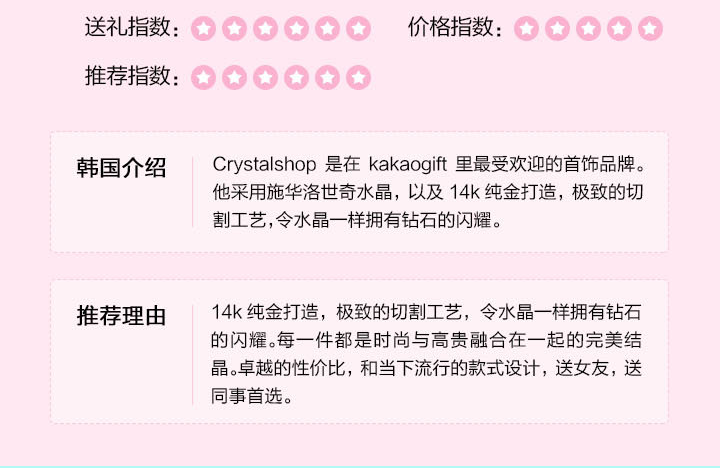 送礼指数：
价格指数：
推荐指数：
韩国介绍
Crystalshop 是在 kakaogift 里最受欢迎的首饰品牌。
他采用施华洛世奇水晶，以及 14k 纯金打造，极致的切
割工艺，令水晶一样拥有钻石的闪耀。
推荐理由
14k 纯金打造，极致的切割工艺，令水晶一样拥有钻石
的闪耀。每一件都是时尚与高贵融合在一起的完美结
晶。卓越的性价比，和当下流行的款式设计，送女友，送
同事首选。